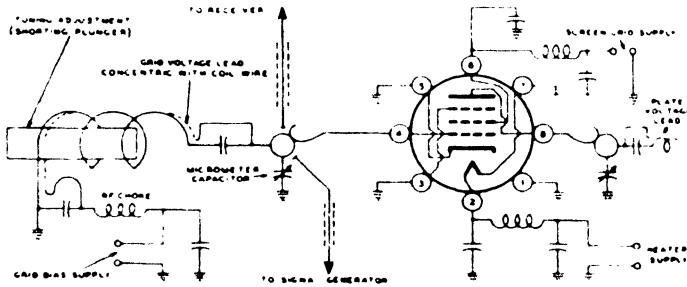 TO RECEIVER
TUNING ADJUSTMENT
(SHORTING PLUNGER)
GRID VOLTAGE LEAD
CONCENTRIC WITH COIL WIRE
SCREEN GRID SUPPLY
PLATE
VOLTAGE
LEAD
6
5
7
4
8
3
1
2
MICROMETER
CAPACITOR
RF CHOKE
GRID BIAS SUPPLY
TO SIGNA GENERATOR
HEATER
SUPPLY